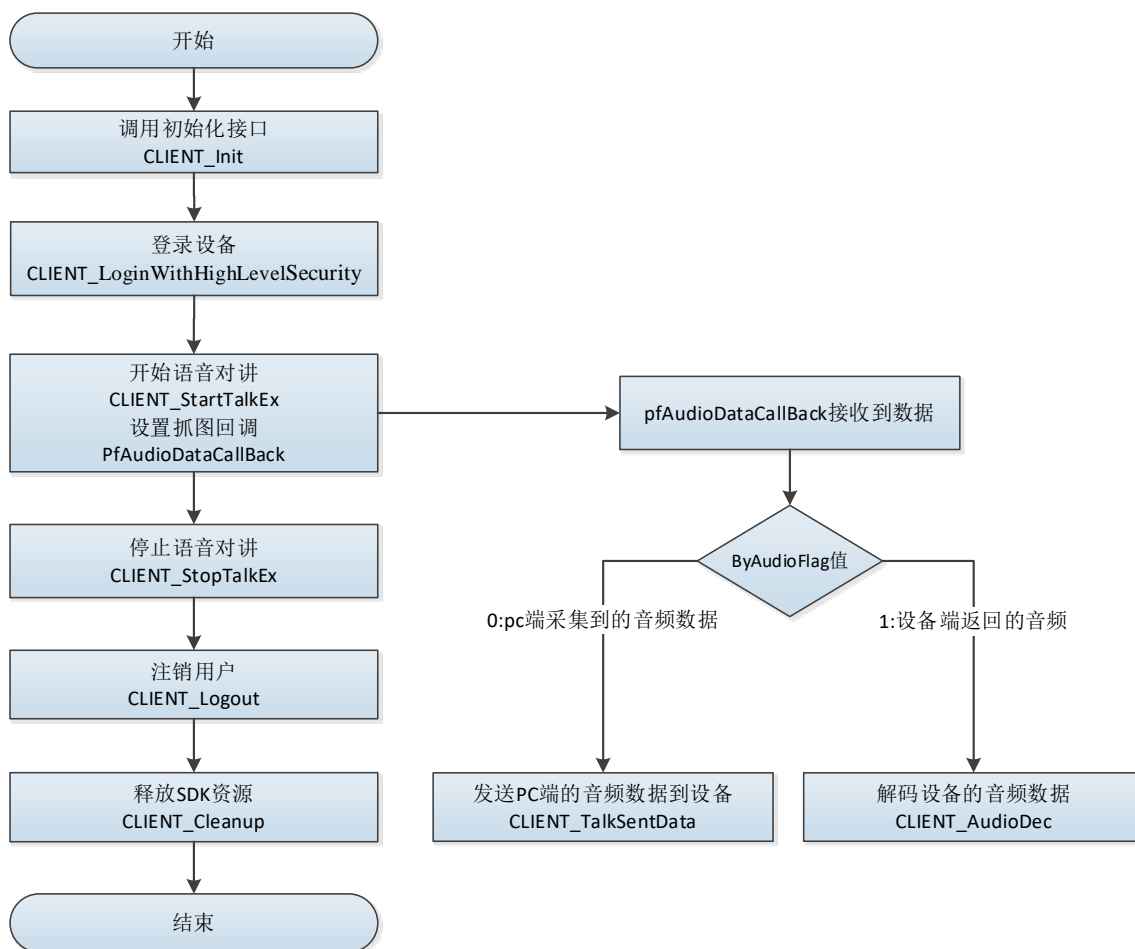 开始
调用初始化接口
CLIENT_Init
登录设备
CLIENT_LoginWithHighLevelSecurity
开始语音对讲
CLIENT_StartTalkEx
设置抓图回调
PfAudioDataCallBack
pfAudioDataCallBack接收到数据
ByAudioFlag值
0:pc端采集到的音频数据
1:设备端返回的音频
停止语音对讲
CLIENT_StopTalkEx
注销用户
CLIENT_Logout
释放SDK资源
CLIENT_Cleanup
发送PC端的音频数据到设备
CLIENT_TalkSentData
解码设备的音频数据
CLIENT_AudioDec
结束